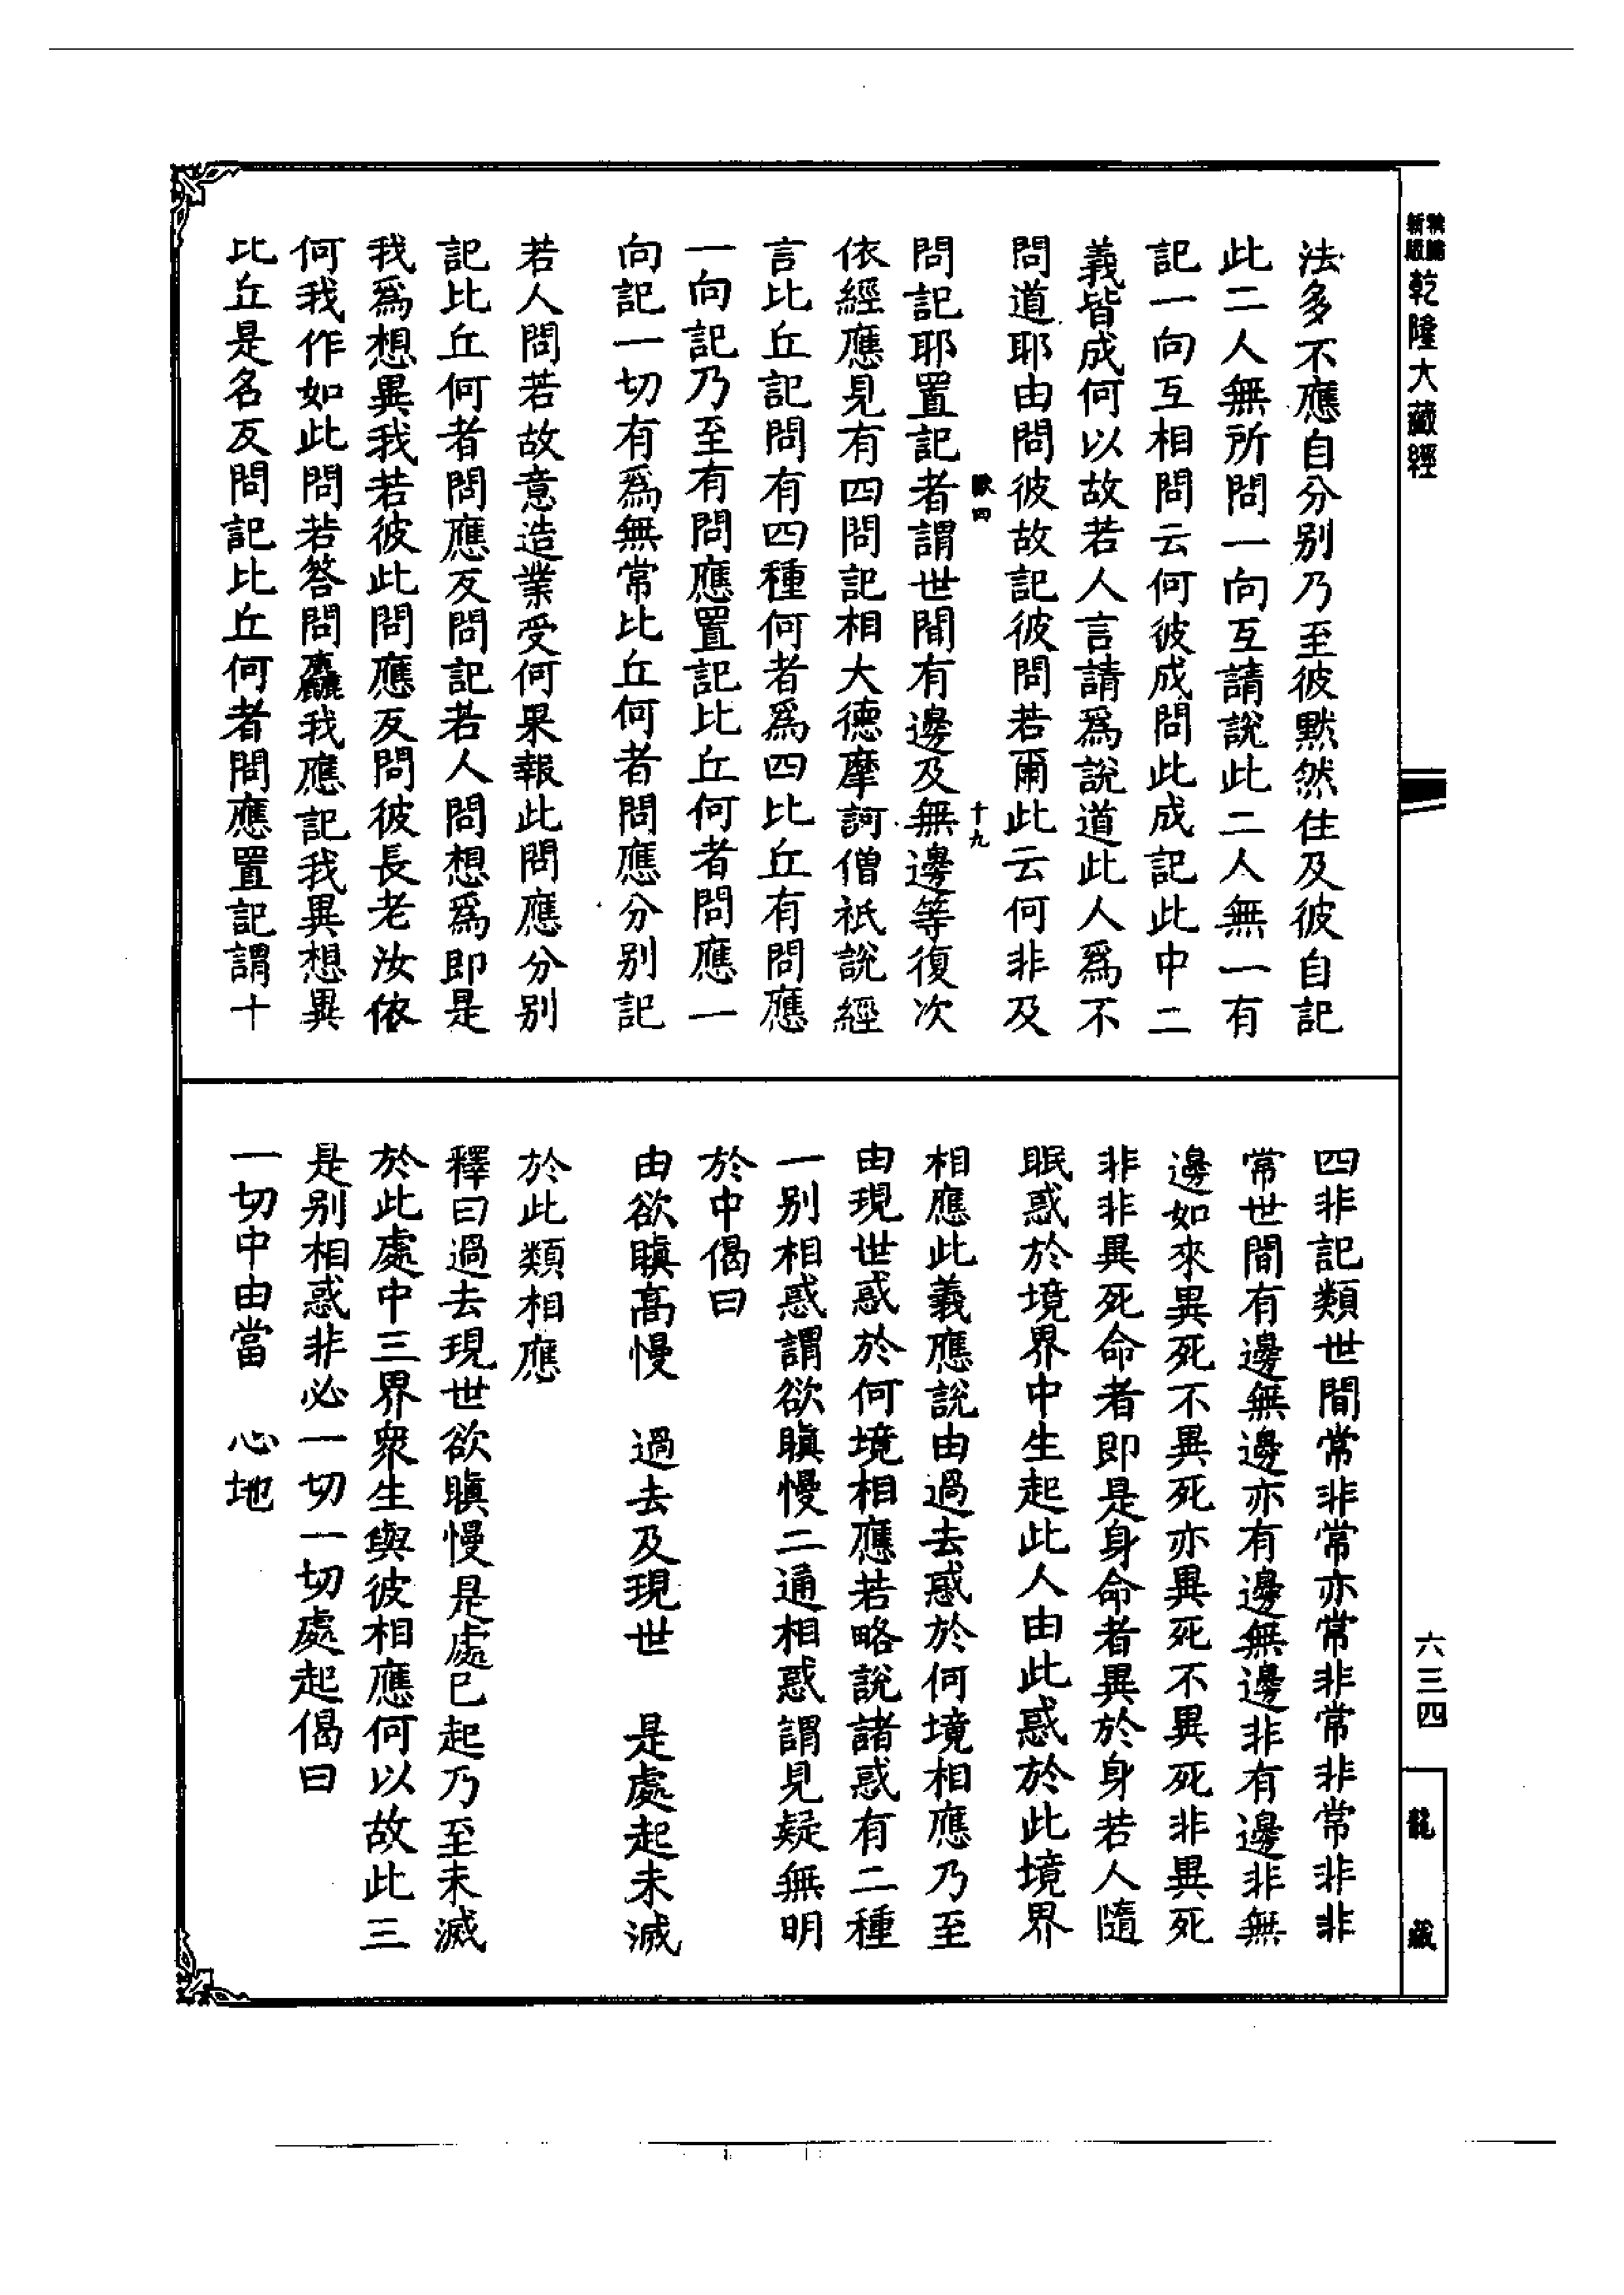 新編
新版
乾隆大藏經
法多不應自分別乃至彼默然住及彼自記
此二人無所問一向互請說此二人無一有
記一向互相問云何彼成問此成記此中二
義皆成何以故若人言請爲說道此人爲不
問道耶由問彼故記彼問若爾此云何非及
歐四 十九
問記耶置記者謂世間有邊及無邊等復次
依經應見有四問記相大德摩訶僧祇說經
言比丘記問有四種何者爲四比丘有問應
一向記乃至有問應置記比丘何者問應一
向記一切有爲無常比丘何者問應分別記
若人問若故意造業受何果報此問應分別
記比丘何者問應反問記若人問想爲即是
我爲想異我若彼此問應反問彼長老汝依
何我作如此問若答問麤我應記我異想異
比丘是名反問記比丘何者問應置記謂十
四非記類世間常非常亦常非常非常非非
常世間有邊無邊亦有邊無邊非有邊非無
邊如來異死不異死亦異死不異死非異死
非非異死命者即是身命者異於身若人隨
眠惑於境界中生起此人由此惑於此境界
相應此義應說由過去惑於何境相應乃至
由現世惑於何境相應若略說諸惑有二種
一別相惑謂欲瞋慢二通相惑謂見疑無明
於中偈曰
由欲瞋高慢 過去及現世 是處起未滅
於此類相應
釋曰過去現世欲瞋慢是處已起乃至未滅
於此處中三界衆生與彼相應何以故此三
是別相惑非必一切一切處起偈曰
一切中由當 心地
六三四
龍藏